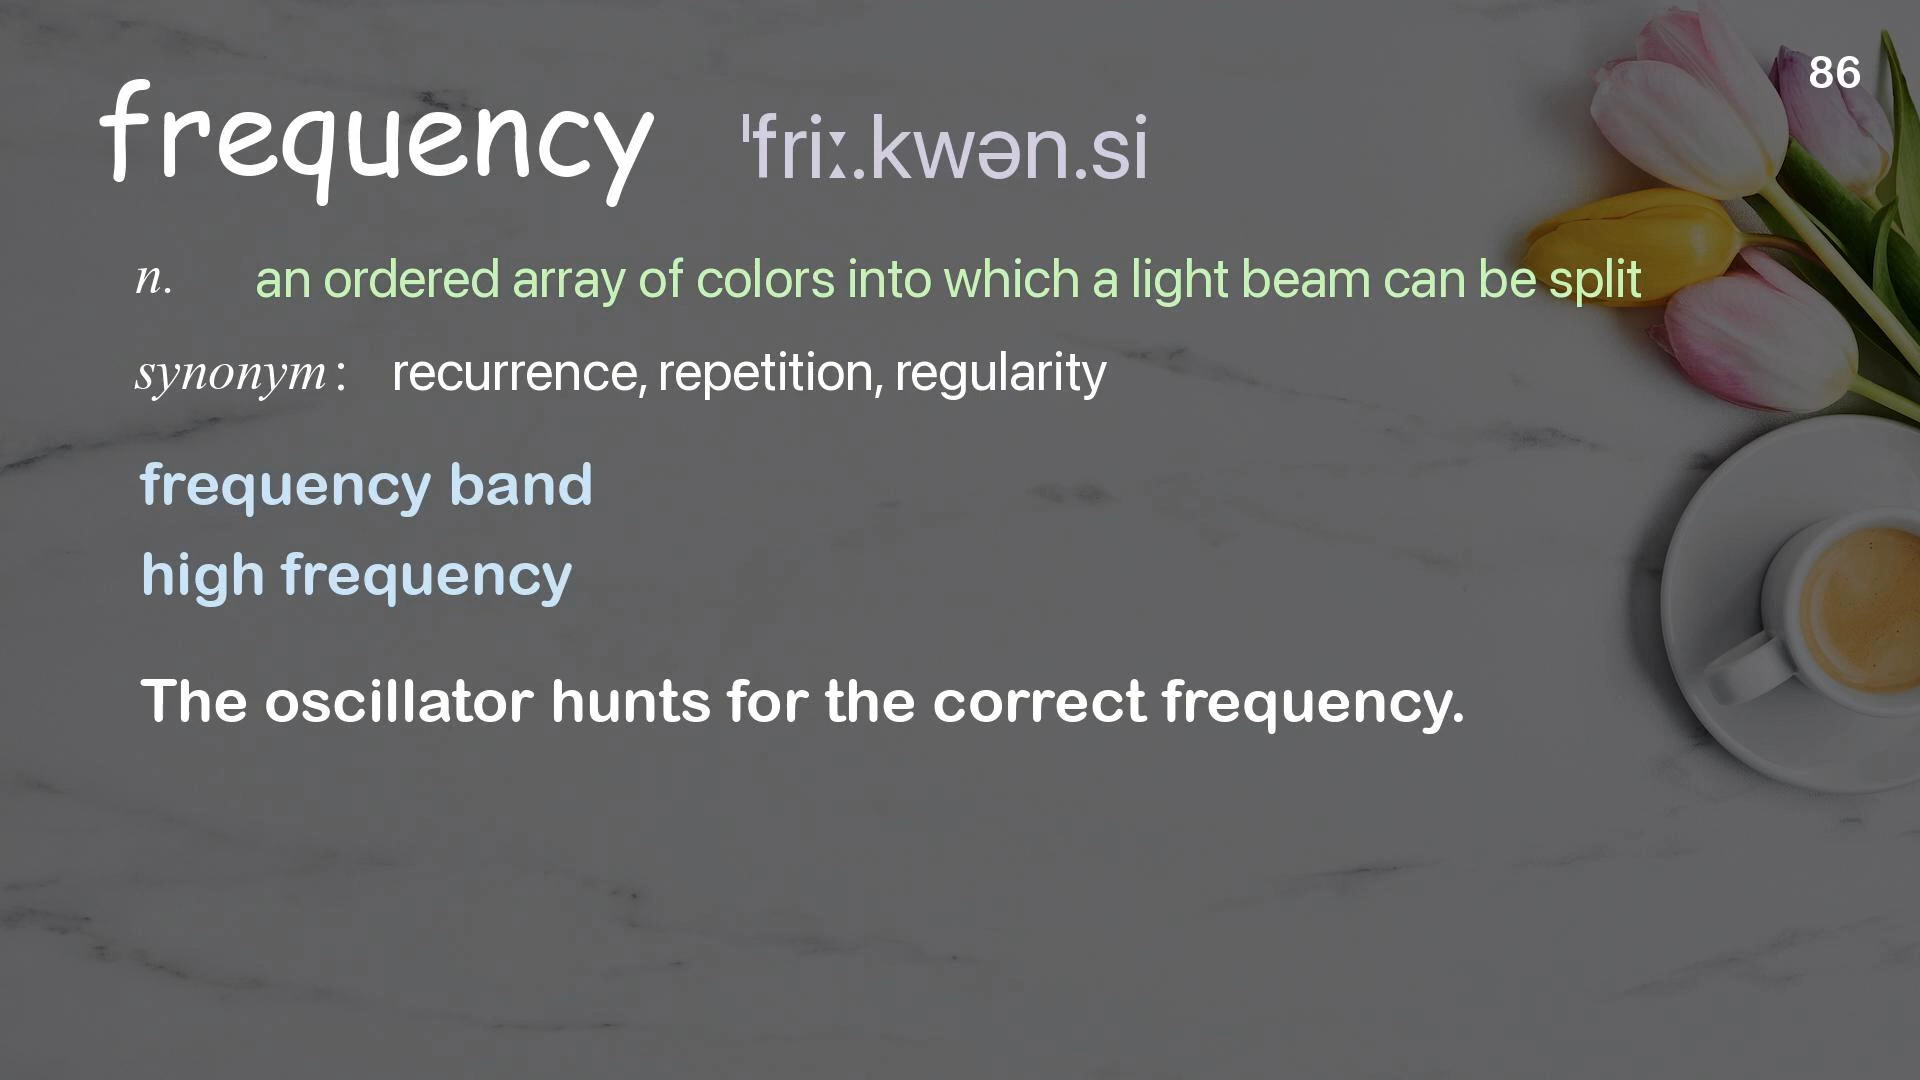 86
frequency ˈfriː.kwən.si
n. an ordered array of colors into which a light beam can be split
synonym: recurrence, repetition, regularity
frequency band
high frequency
The oscillator hunts for the correct frequency.